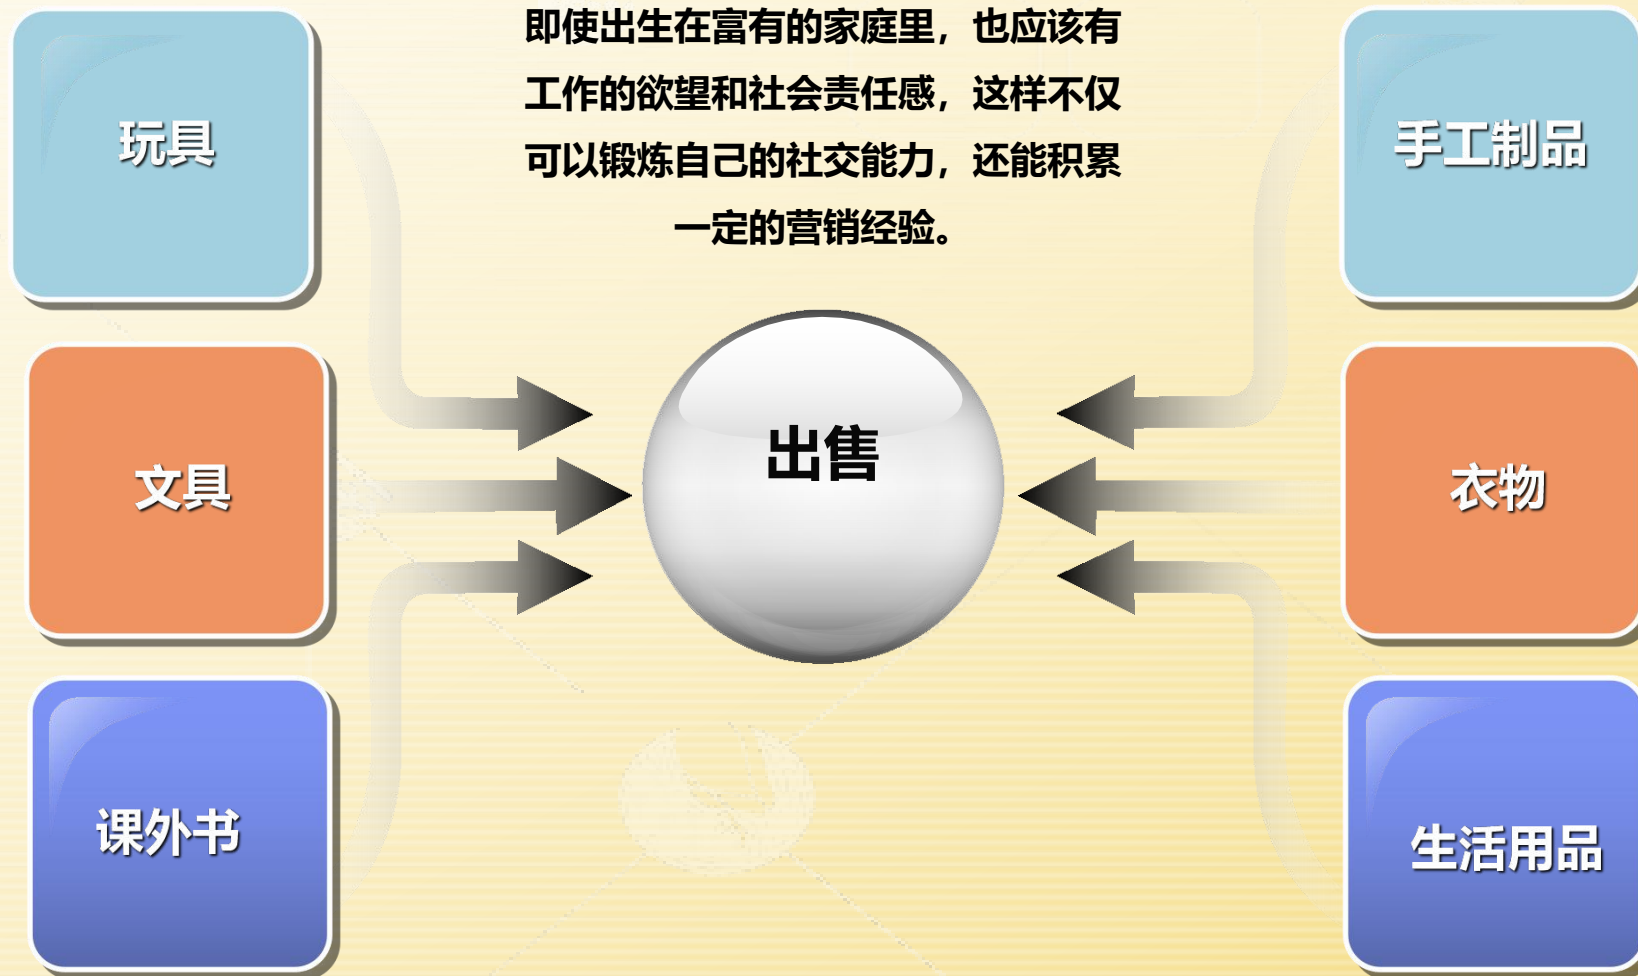 即使出生在富有的家庭里，也应该有
工作的欲望和社会责任感，这样不仅
可以锻炼自己的社交能力，还能积累
一定的营销经验。
玩具
手工制品
出售
文具
衣物
课外书
生活用品